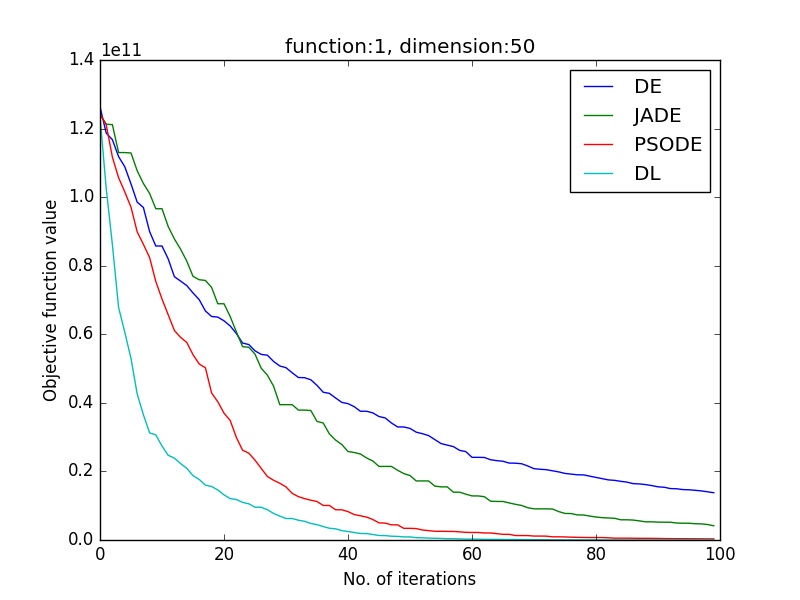 function:1, dimension:50
1e11
1.4
1.2
1.0
0.8
0.6
0.4
0.2
0.0
Objective function value
DE
JADE
PSODE
DL
0 20 40 60 80 100
No. of iterations